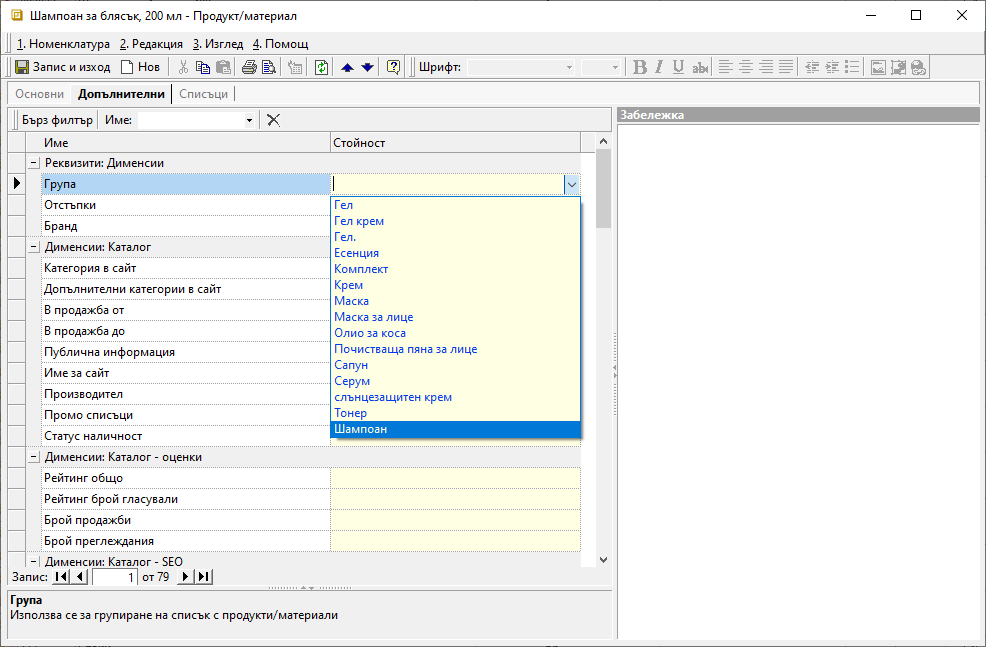 Шампоан за блясък, 200 мл - Продукт/материал
1. Номенклатура 2. Редакция 3. Изглед 4. Помощ
Запис и изход Нов Шрифт: B I U ab
Основни Допълнителни Списъци
Бърз филтър Име:
Забележка
Име Стойност
Реквизити: Дименсии
Група
Отстъпки
Бранд
Дименсии: Каталог
Категория в сайт
Допълнителни категории в сайт
В продажба от
В продажба до
Публична информация
Име за сайт
Производител
Промо списъци
Статус наличност
Гел
Гел крем
Гел.
Есенция
Комплект
Крем
Маска
Маска за лице
Олио за коса
Почистваща пяна за лице
Сапун
Серум
слънцезащитен крем
Тонер
Шампоан
Дименсии: Каталог - оценки
Рейтинг общо
Рейтинг брой гласували
Брой продажби
Брой преглеждания
Дименсии: Каталог - SEO
Запис: 1 от 79
Група
Използва се за групиране на списък с продукти/материали